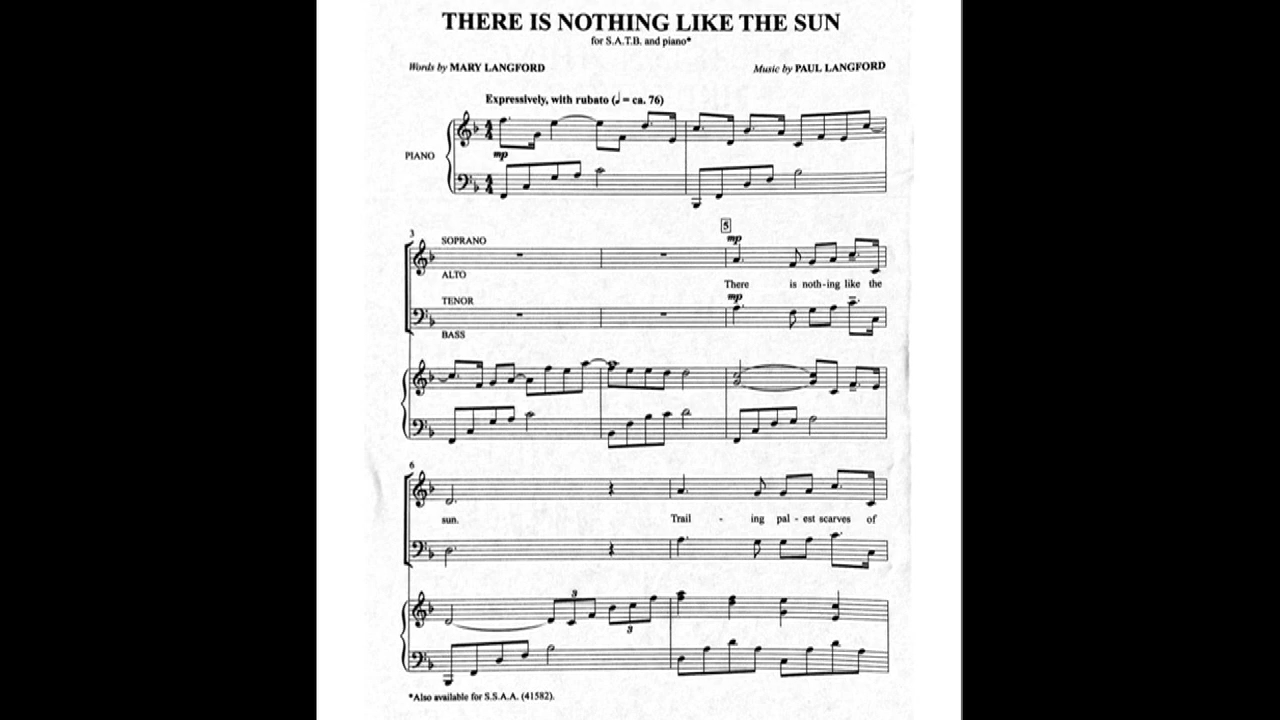 THERE IS NOTHING LIKE THE SUN
for S.A.T.B. and piano*
Words by MARY LANGFORD
Music by PAUL LANGFORD
Expressively, with rubato (♩ = ca. 76)
PIANO
mp
3
5
SOPRANO
mp
ALTO
There is noth-ing like the
TENOR
mp
BASS
6
sun. Trail - ing pal - est scarves of
3
3
*Also available for S.S.A.A. (41582).